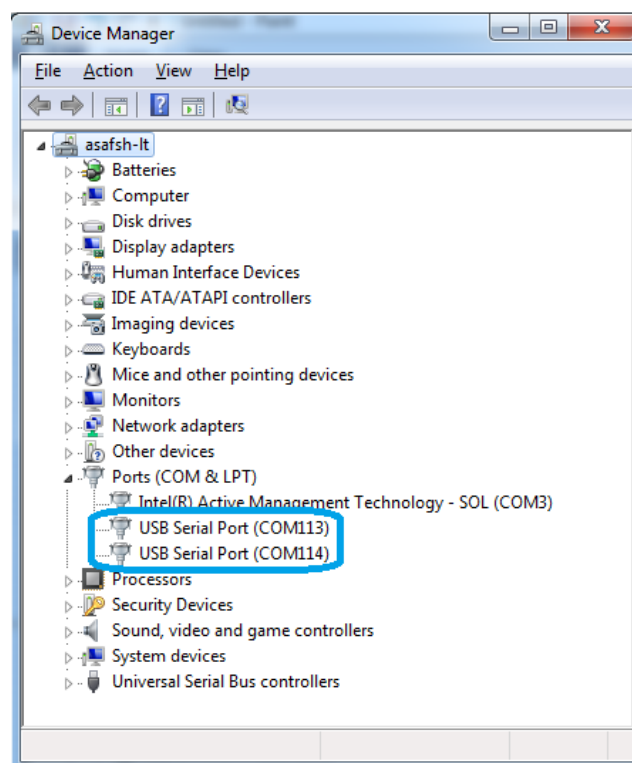 Device Manager
File Action View Help
asafsh-lt
Batteries
Computer
Disk drives
Display adapters
Human Interface Devices
IDE ATA/ATAPI controllers
Imaging devices
Keyboards
Mice and other pointing devices
Monitors
Network adapters
Other devices
Ports (COM & LPT)
Intel(R) Active Management Technology - SOL (COM3)
USB Serial Port (COM113)
USB Serial Port (COM114)
Processors
Security Devices
Sound, video and game controllers
System devices
Universal Serial Bus controllers